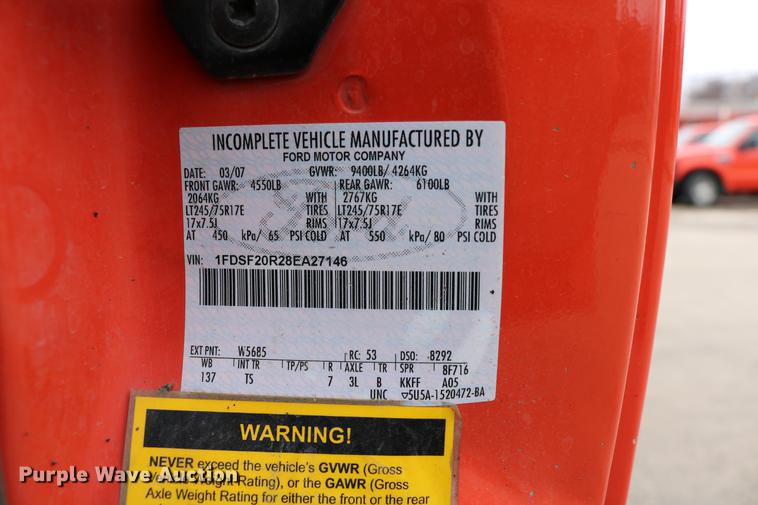 INCOMPLETE VEHICLE MANUFACTURED BY
FORD MOTOR COMPANY
DATE: 03/07 GVWR: 9400LB/ 4264KG
FRONT GAWR: 4550LB REAR GAWR: 6100LB
2064KG WITH 2767KG WITH
LT245/75R17E TIRES LT245/75R17E TIRES
17x7.5J RIMS 17x7.5J RIMS
AT 450 kPa/ 65 PSI COLD AT 550 kPa/ 80 PSI COLD
VIN: 1FDSF20R28EA27146
EXT PNT: W5685 RC: 53 DSO: 8292
WB INT TR TP/PS R AXLE TR SPR 8F716
137 TS 7 3L B KKFF A05
UNC ▽5U5A-1520472-BA
WARNING!
NEVER exceed the vehicle's GVWR (Gross
Vehicle Weight Rating), or the GAWR (Gross
Axle Weight Rating for either the front or the rear
Purple Wave Auction